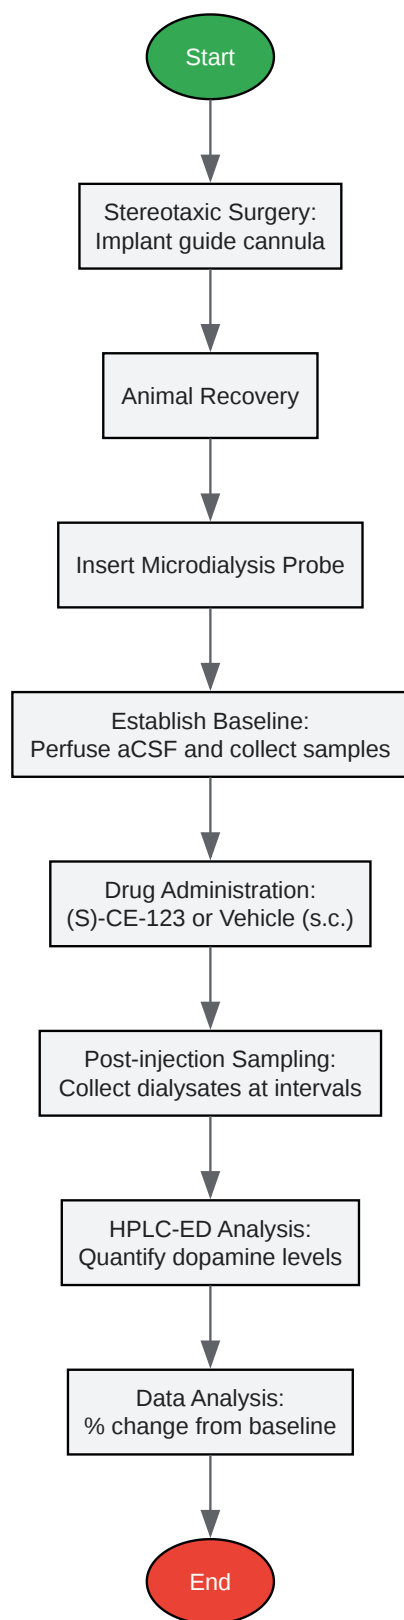 Start
Stereotaxic Surgery:
Implant guide cannula
Animal Recovery
Insert Microdialysis Probe
Establish Baseline:
Perfuse aCSF and collect samples
Drug Administration:
(S)-CE-123 or Vehicle (s.c.)
Post-injection Sampling:
Collect dialysates at intervals
HPLC-ED Analysis:
Quantify dopamine levels
Data Analysis:
% change from baseline
End